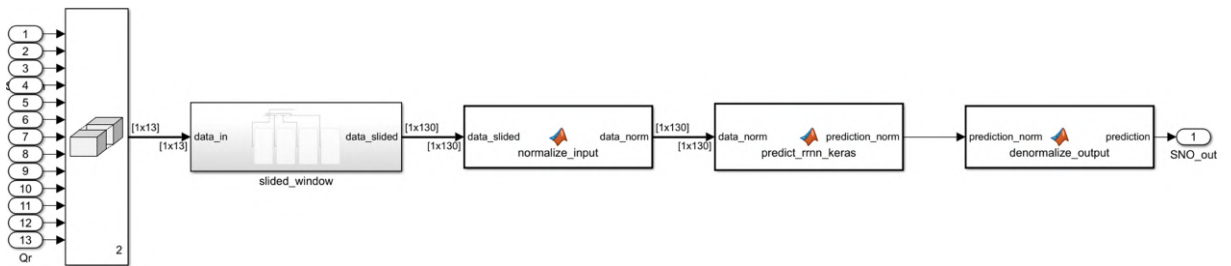 1
2
3
4
5
6
7
8
9
10
11
12
13
Qr
2
[1x13]
[1x13]
data_in data_slided
slided_window
[1x130]
[1x130]
data_slided data_norm
normalize_input
[1x130]
[1x130]
data_norm prediction_norm
predict_rrnn_keras
prediction_norm prediction
denormalize_output
1
SNO_out